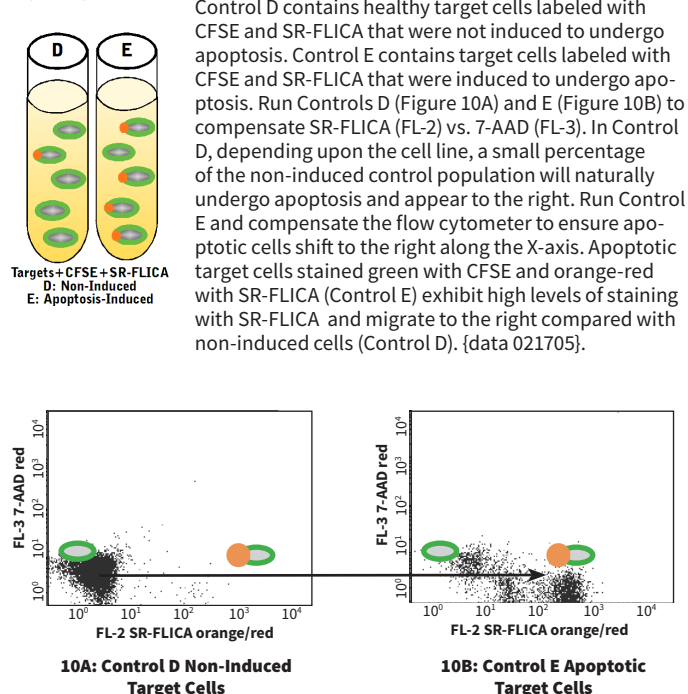 Control D contains healthy target cells labeled with
CFSE and SR-FLICA that were not induced to undergo
apoptosis. Control E contains target cells labeled with
CFSE and SR-FLICA that were induced to undergo apo-
ptosis. Run Controls D (Figure 10A) and E (Figure 10B) to
compensate SR-FLICA (FL-2) vs. 7-AAD (FL-3). In Control
D, depending upon the cell line, a small percentage
of the non-induced control population will naturally
undergo apoptosis and appear to the right. Run Control
E and compensate the flow cytometer to ensure apo-
ptotic cells shift to the right along the X-axis. Apoptotic
target cells stained green with CFSE and orange-red
with SR-FLICA (Control E) exhibit high levels of staining
with SR-FLICA and migrate to the right compared with
non-induced cells (Control D). {data 021705}.
D
E
Targets+CFSE+SR-FLICA
D: Non-Induced
E: Apoptosis-Induced
FL-3 7-AAD red
10⁴
10³
10²
10¹
10⁰
10⁰ 10¹ 10² 10³ 10⁴
FL-2 SR-FLICA orange/red
10A: Control D Non-Induced
Target Cells
FL-3 7-AAD red
10⁴
10³
10²
10¹
10⁰
10⁰ 10¹ 10² 10³ 10⁴
FL-2 SR-FLICA orange/red
10B: Control E Apoptotic
Target Cells